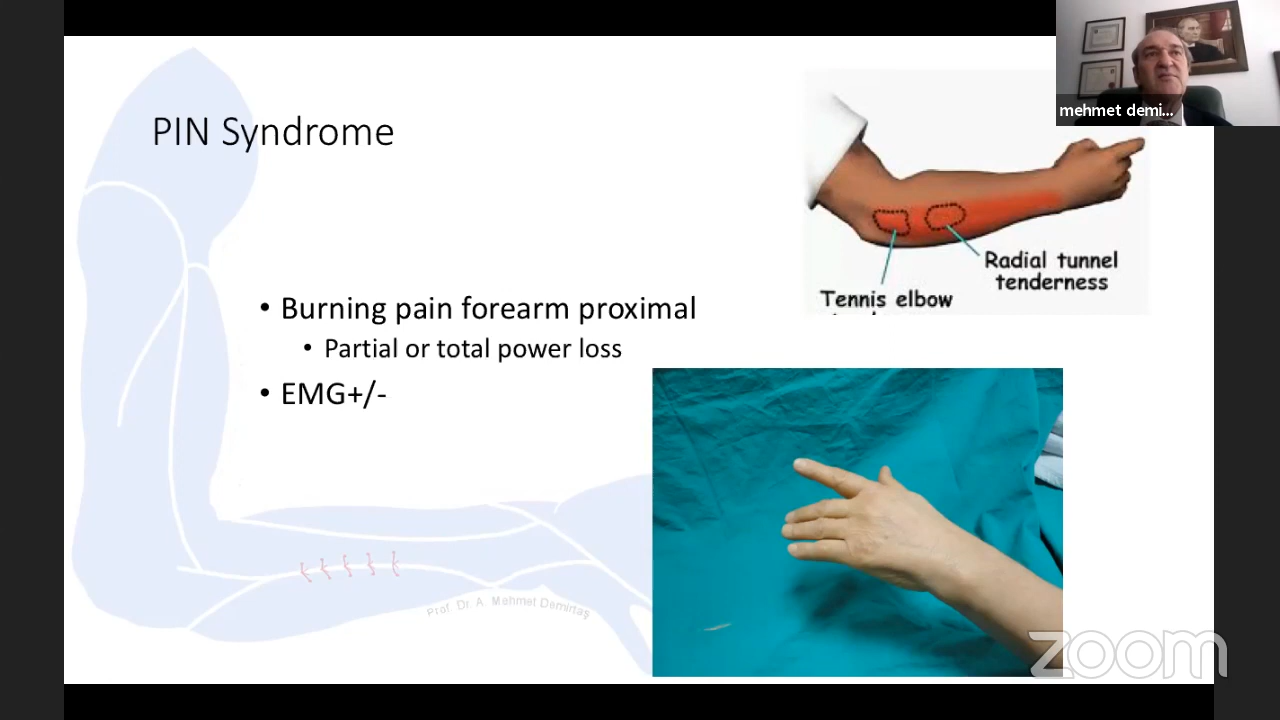 mehmet demi...
PIN Syndrome
Radial tunnel
tenderness
Tennis elbow
• Burning pain forearm proximal
• Partial or total power loss
• EMG+/-
Prof. Dr. A. Mehmet Demirtaş
zoom